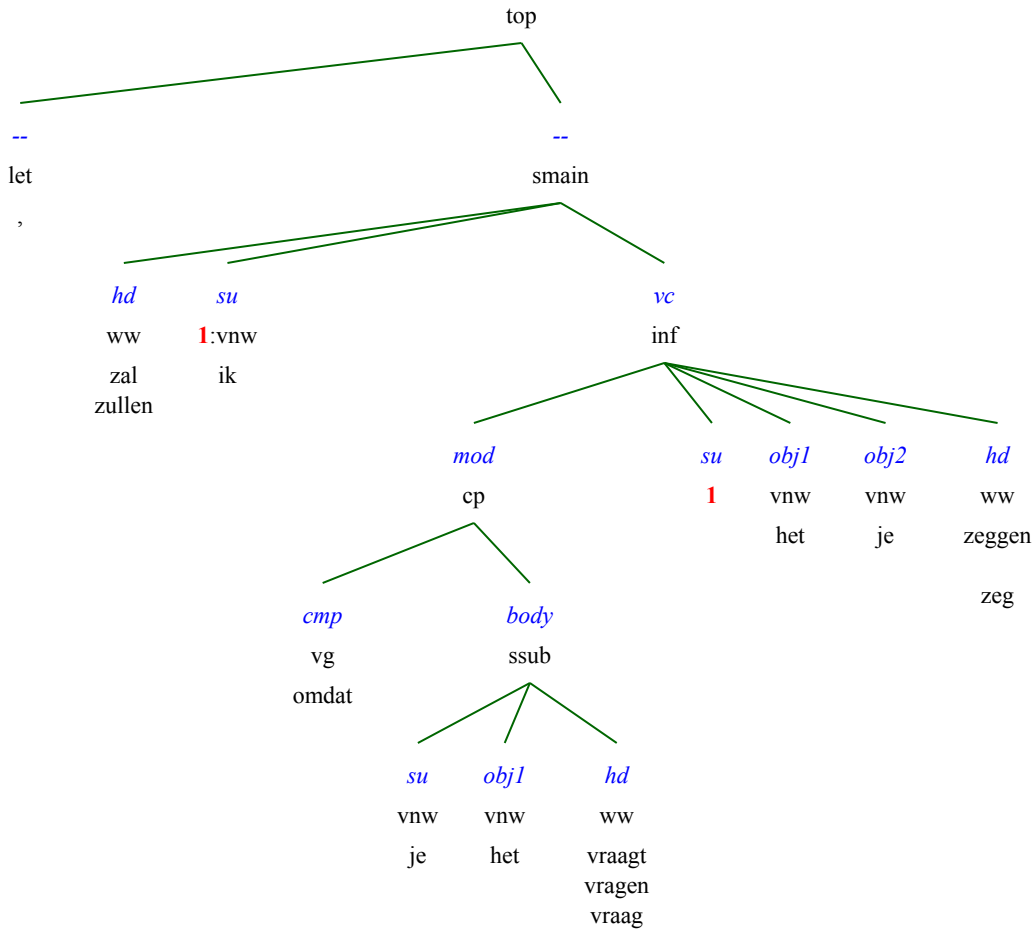 top
-- --
let smain
,
hd su vc
ww 1:vnw inf
zal ik
zullen
mod su obj1 obj2 hd
cp 1 vnw vnw ww
het je zeggen
zeg
cmp body
vg ssub
omdat
su obj1 hd
vnw vnw ww
je het vraagt
vragen
vraag